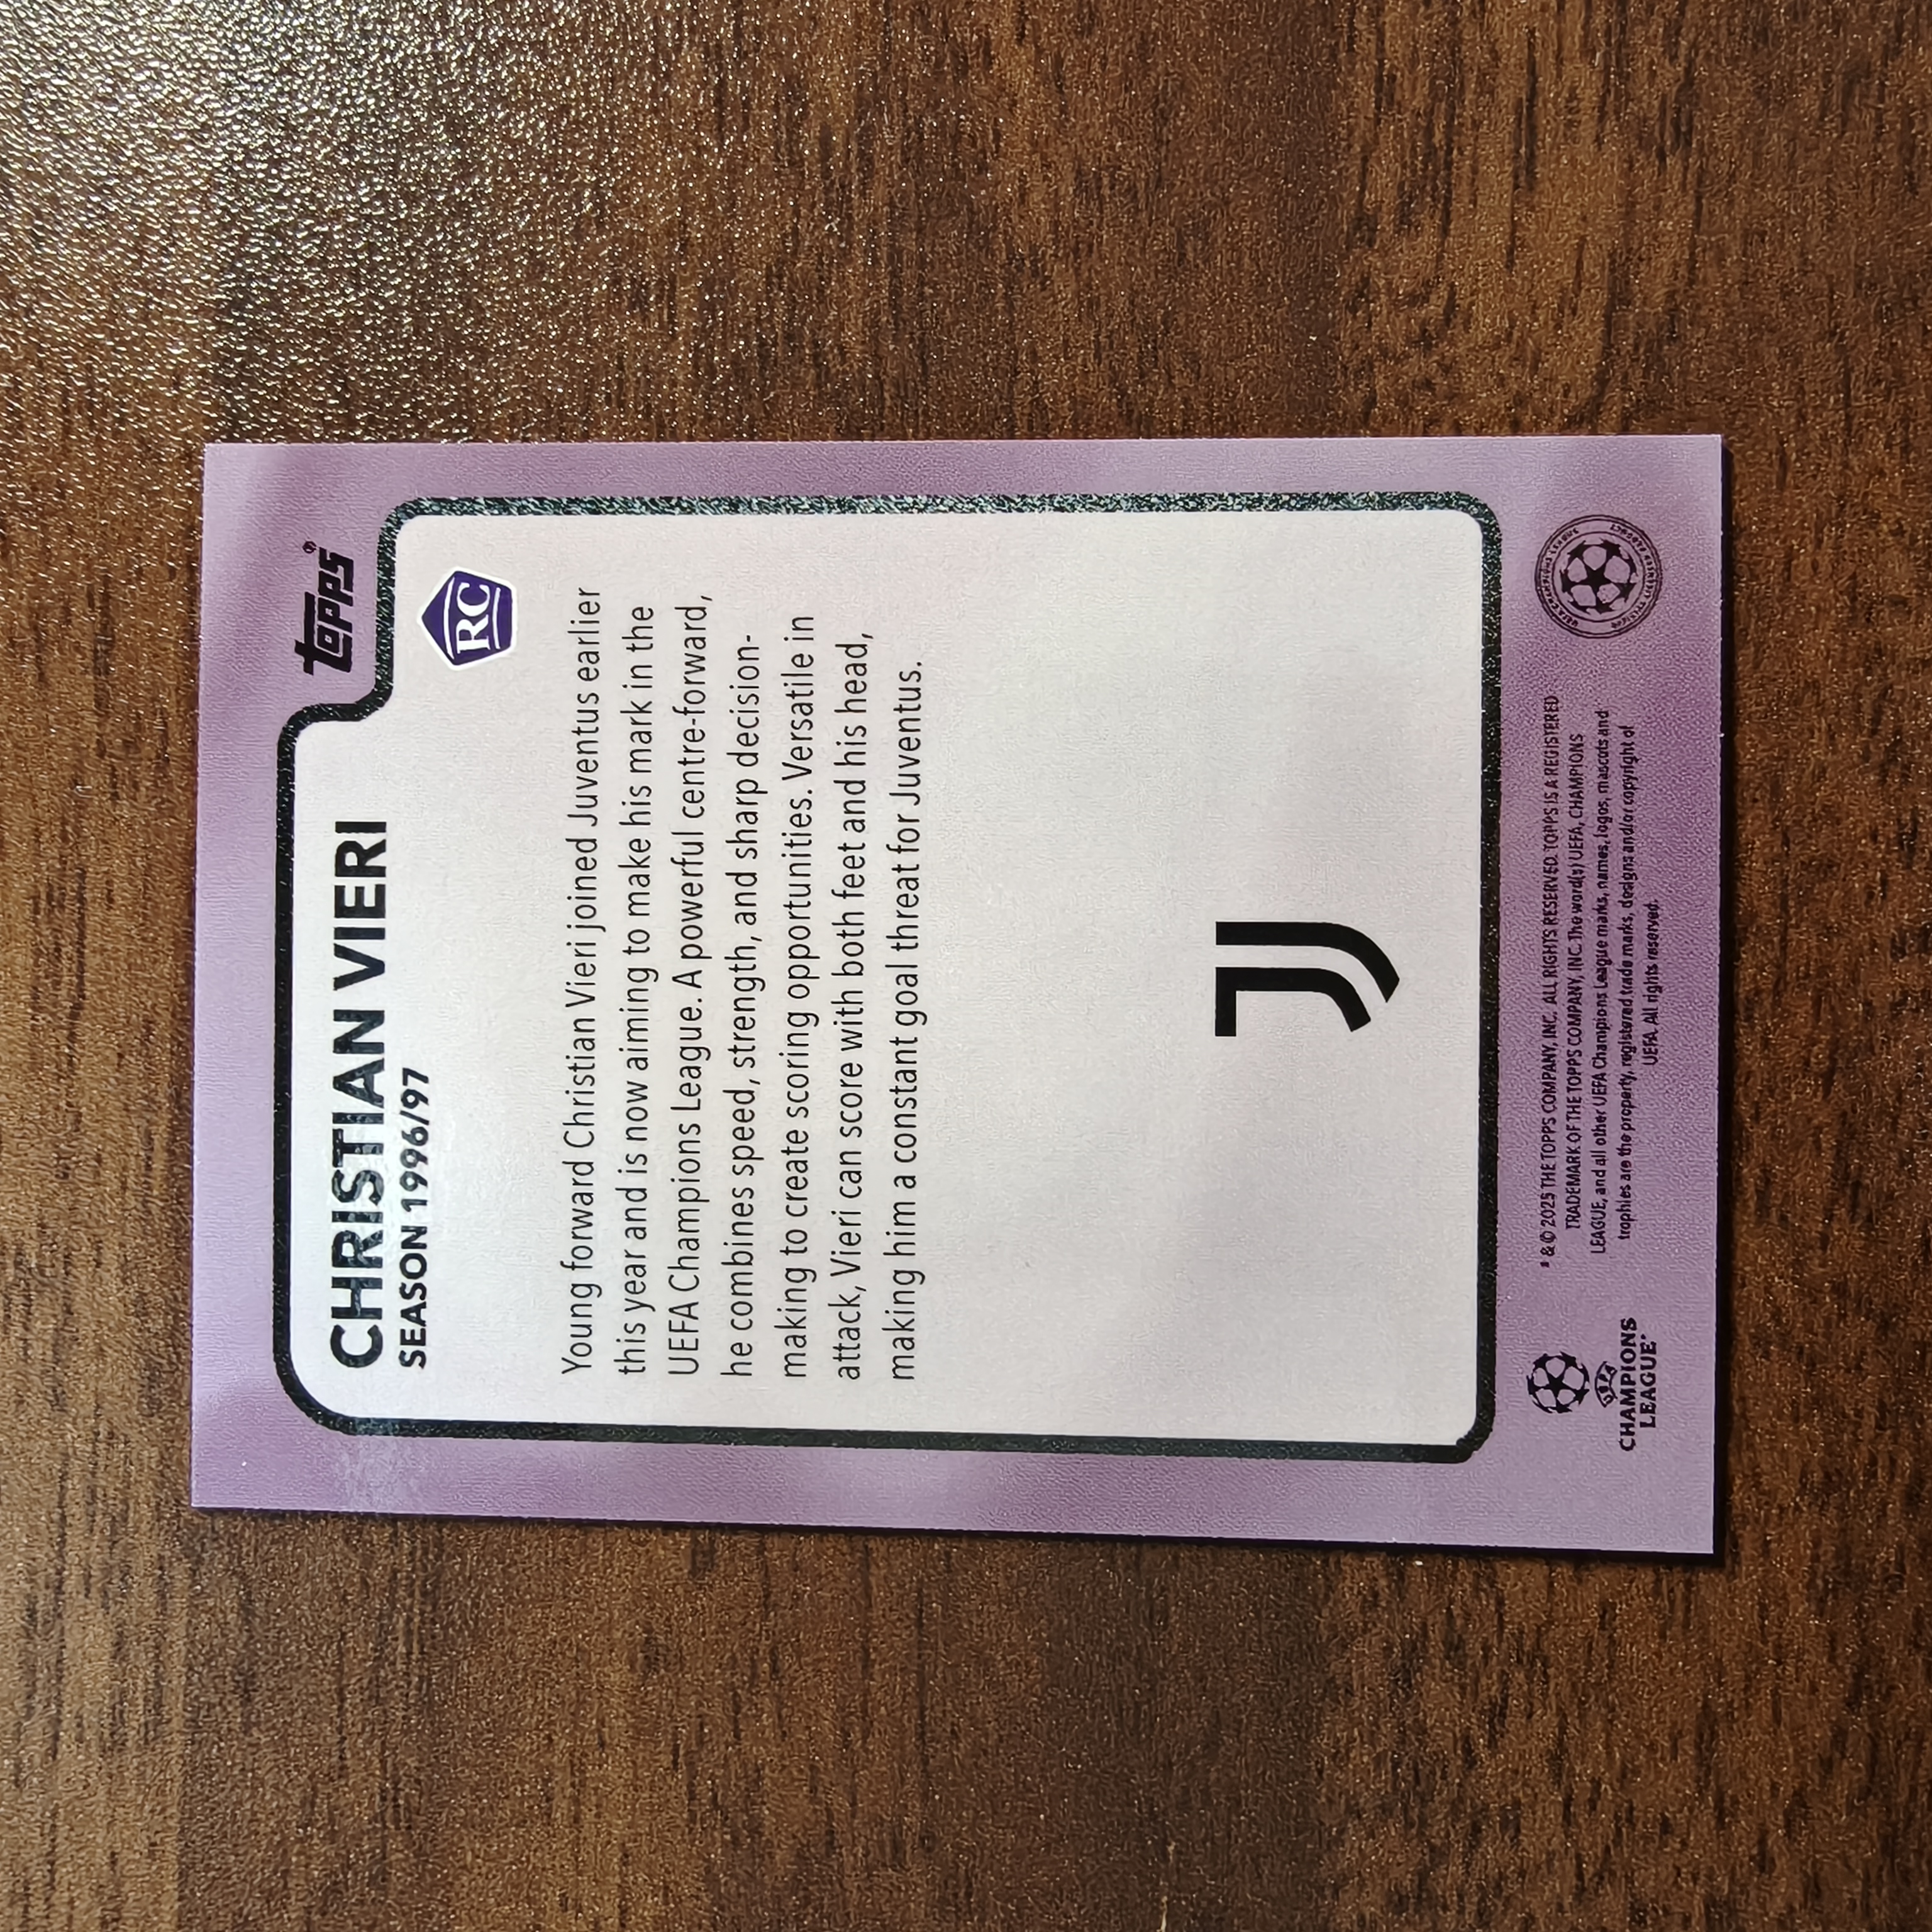 topps®
CHRISTIAN VIERI
SEASON 1996/97
RC
Young forward Christian Vieri joined Juventus earlier
this year and is now aiming to make his mark in the
UEFA Champions League. A powerful centre-forward,
he combines speed, strength, and sharp decision-
making to create scoring opportunities. Versatile in
attack, Vieri can score with both feet and his head,
making him a constant goal threat for Juventus.
® & © 2025 THE TOPPS COMPANY, INC. ALL RIGHTS RESERVED. TOPPS IS A REGISTERED
TRADEMARK OF THE TOPPS COMPANY, INC. The word(s) UEFA, CHAMPIONS
LEAGUE, and all other UEFA Champions League marks, names, logos, mascots and
trophies are the property, registered trade marks, designs and/or copyright of
UEFA. All rights reserved.
UEFA
CHAMPIONS
LEAGUE